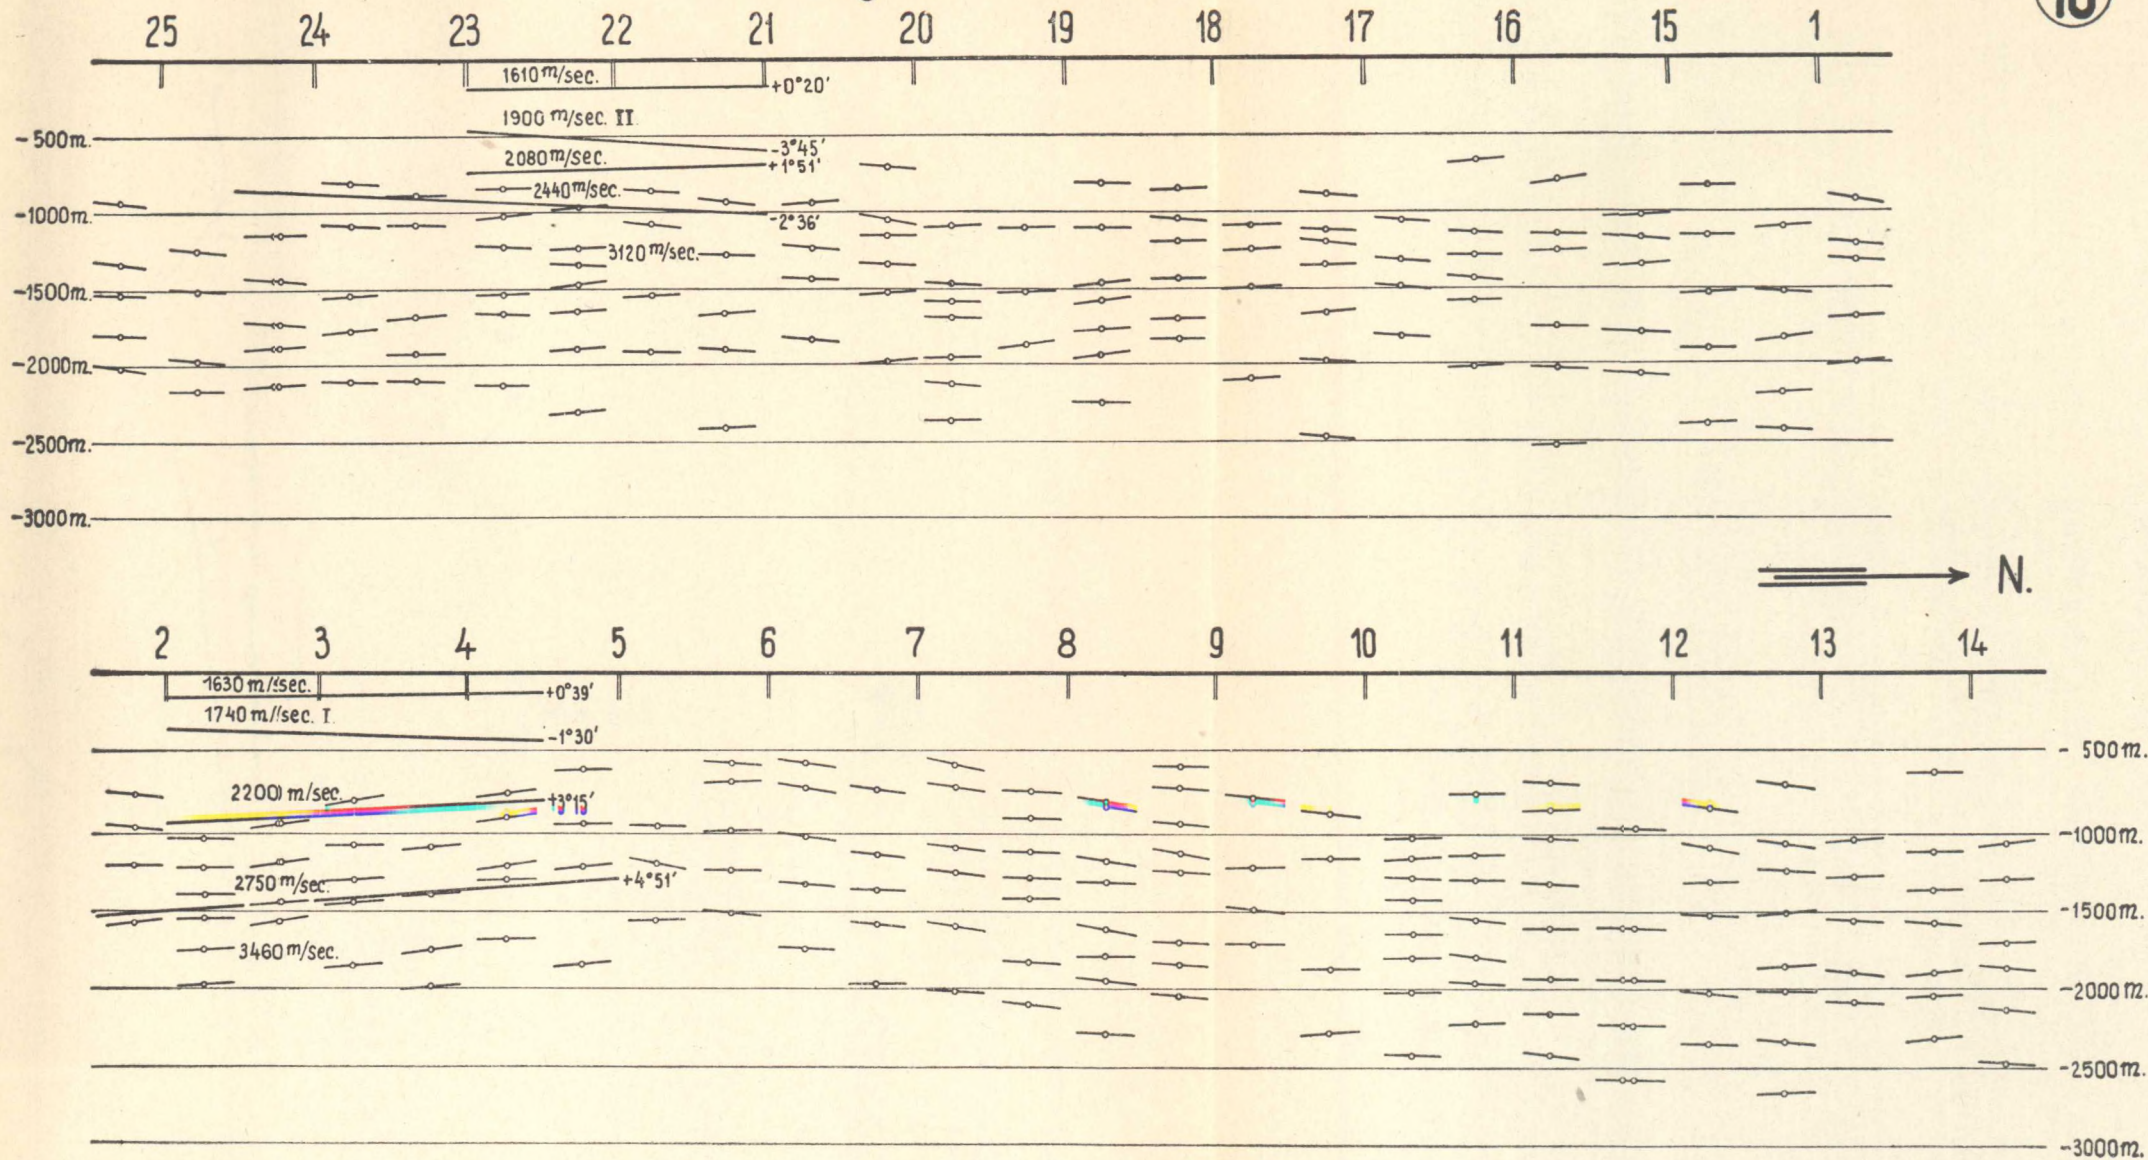 10
25 24 23 22 21 20 19 18 17 16 15 1
1610 m/sec.
+0°20'
1900 m/sec. II
- 500m.
-3°45'
2080 m/sec.
+1°51'
2440 m/sec.
-1000m.
-2°36'
3120 m/sec.
-1500m.
-2000m.
-2500m.
-3000m.
N.
2 3 4 5 6 7 8 9 10 11 12 13 14
1630 m/sec.
+0°39'
1740 m/sec. I
-1°30'
- 500m.
2200 m/sec.
+3°15'
-1000m.
2750 m/sec.
+4°51'
-1500m.
3460 m/sec.
-2000m.
-2500m.
-3000m.